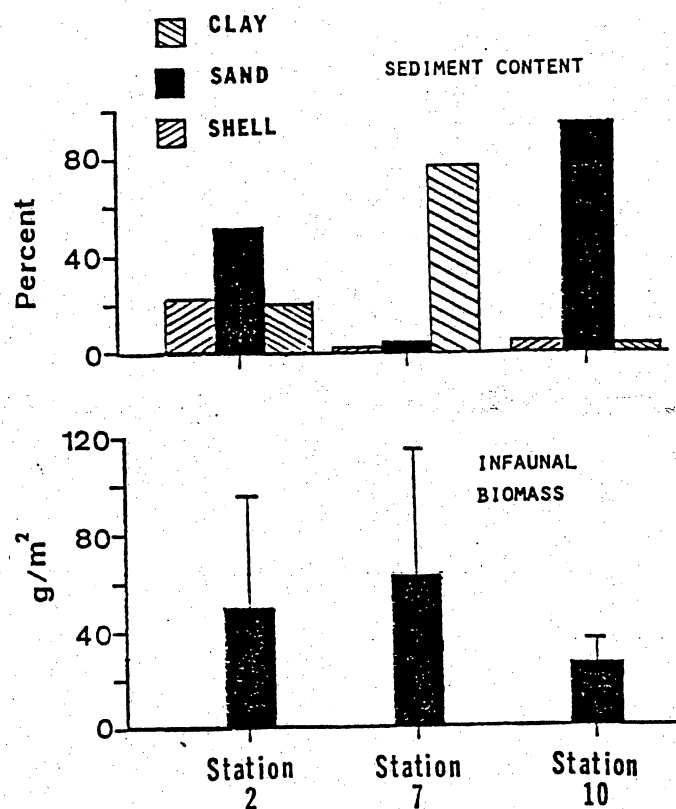 CLAY
SAND
SHELL
SEDIMENT CONTENT
Percent
80
40
0
INFAUNAL
BIOMASS
g/m²
120
80
40
0
Station
2
Station
7
Station
10